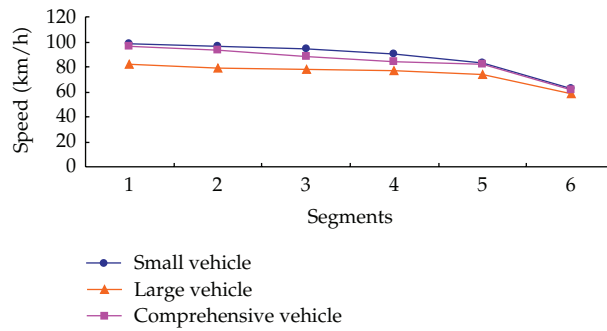 120
100
80
60
40
20
0
Speed (km/h)
1 2 3 4 5 6
Segments
Small vehicle
Large vehicle
Comprehensive vehicle